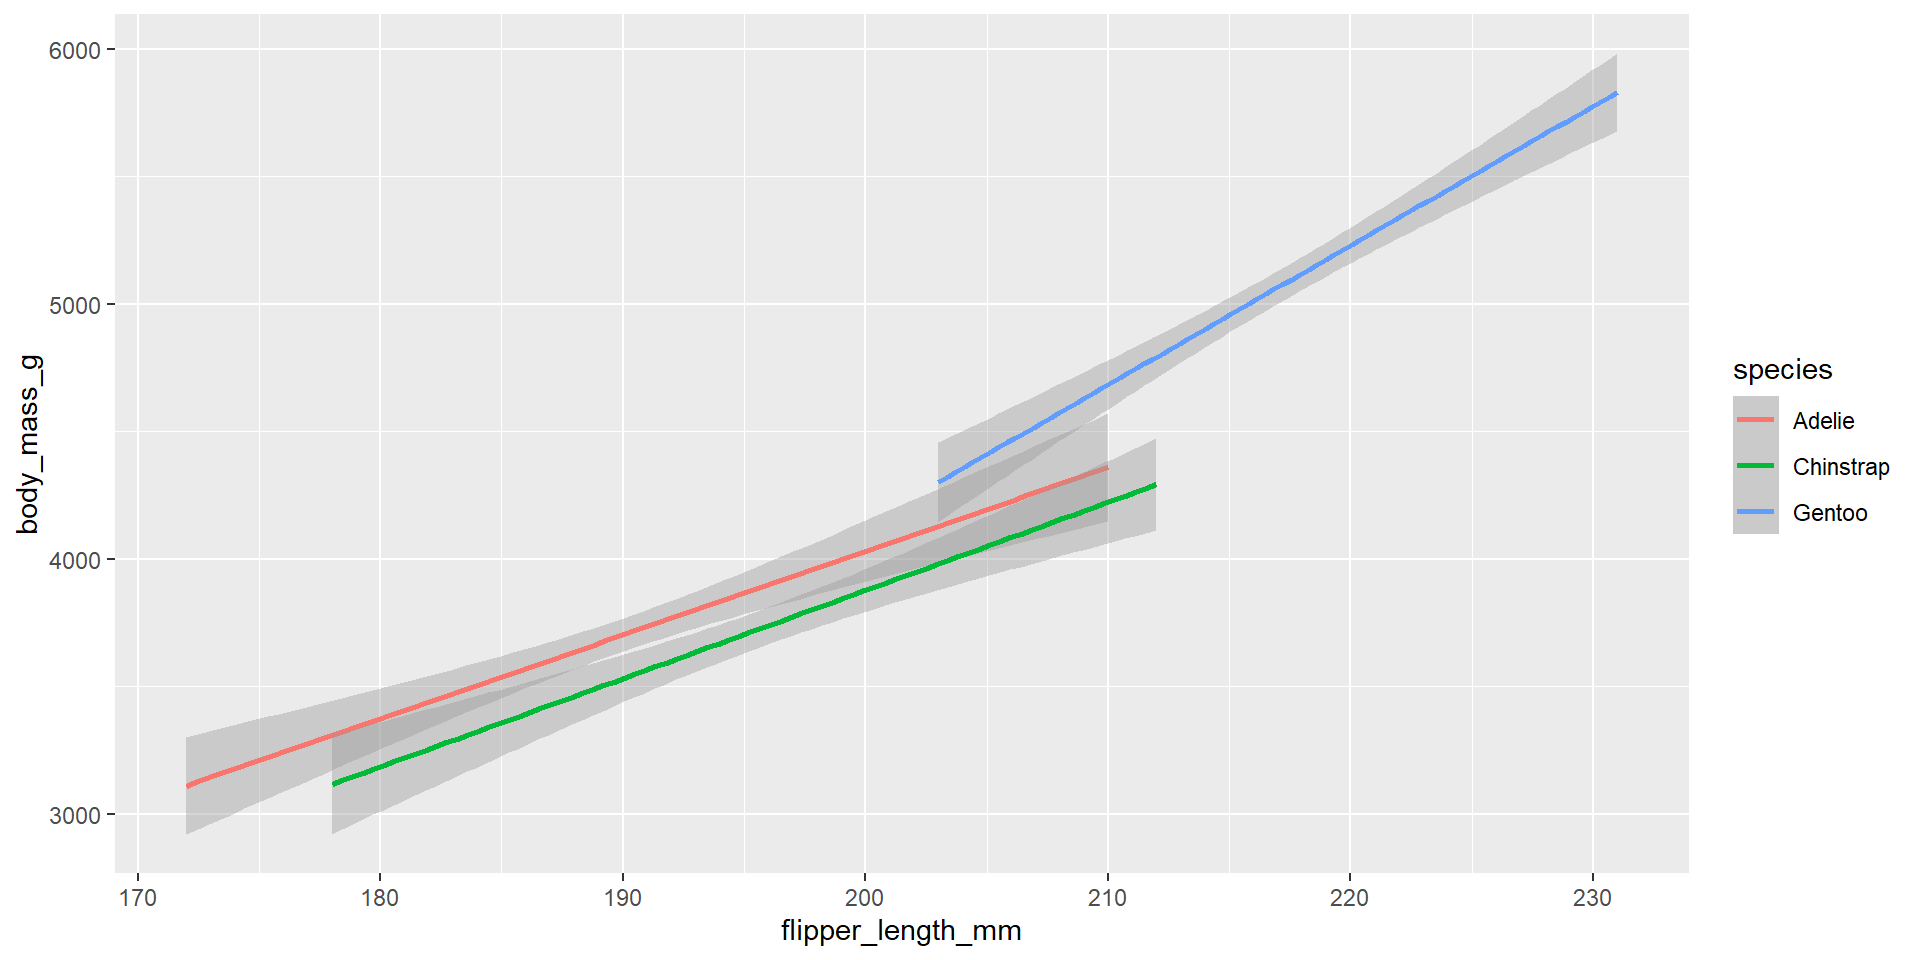 6000
5000
4000
3000
body_mass_g
170 180 190 200 210 220 230
flipper_length_mm
species
Adelie
Chinstrap
Gentoo